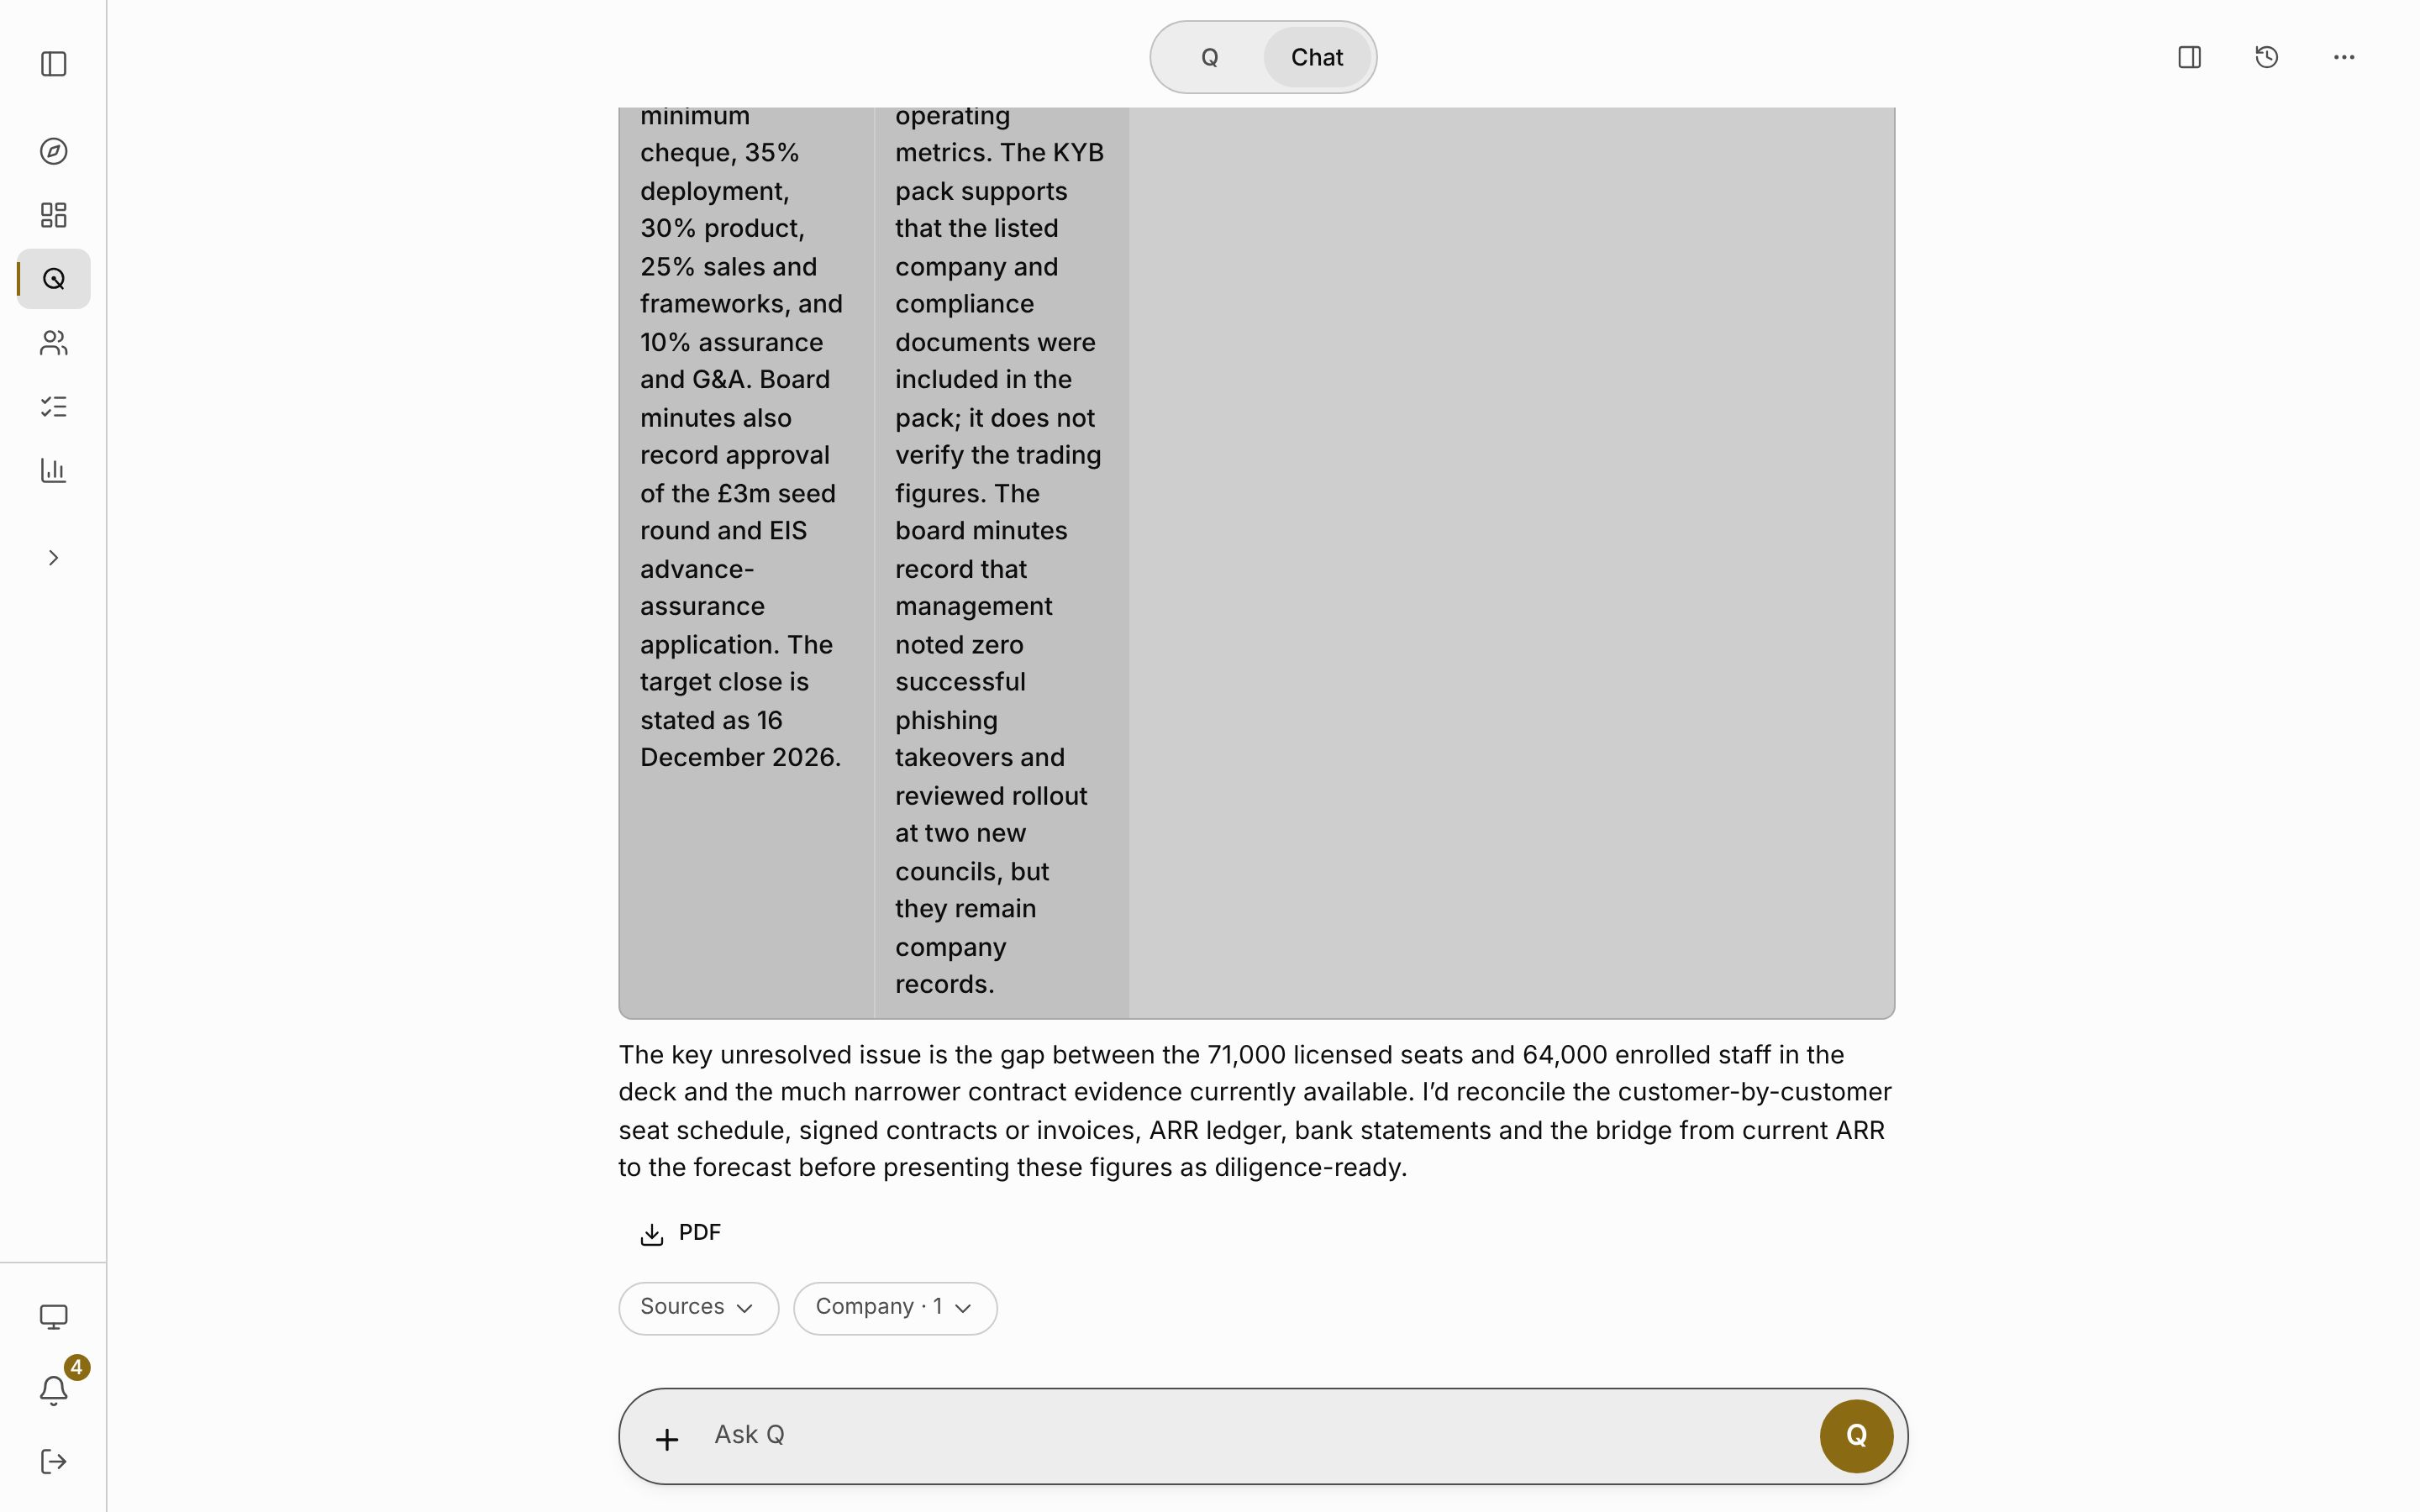 Q
Chat
minimum
cheque, 35%
deployment,
30% product,
25% sales and
frameworks, and
10% assurance
and G&A. Board
minutes also
record approval
of the £3m seed
round and EIS
advance-
assurance
application. The
target close is
stated as 16
December 2026.
operating
metrics. The KYB
pack supports
that the listed
company and
compliance
documents were
included in the
pack; it does not
verify the trading
figures. The
board minutes
record that
management
noted zero
successful
phishing
takeovers and
reviewed rollout
at two new
councils, but
they remain
company
records.
The key unresolved issue is the gap between the 71,000 licensed seats and 64,000 enrolled staff in the
deck and the much narrower contract evidence currently available. I’d reconcile the customer-by-customer
seat schedule, signed contracts or invoices, ARR ledger, bank statements and the bridge from current ARR
to the forecast before presenting these figures as diligence-ready.
PDF
Sources
Company · 1
4
Ask Q
Q